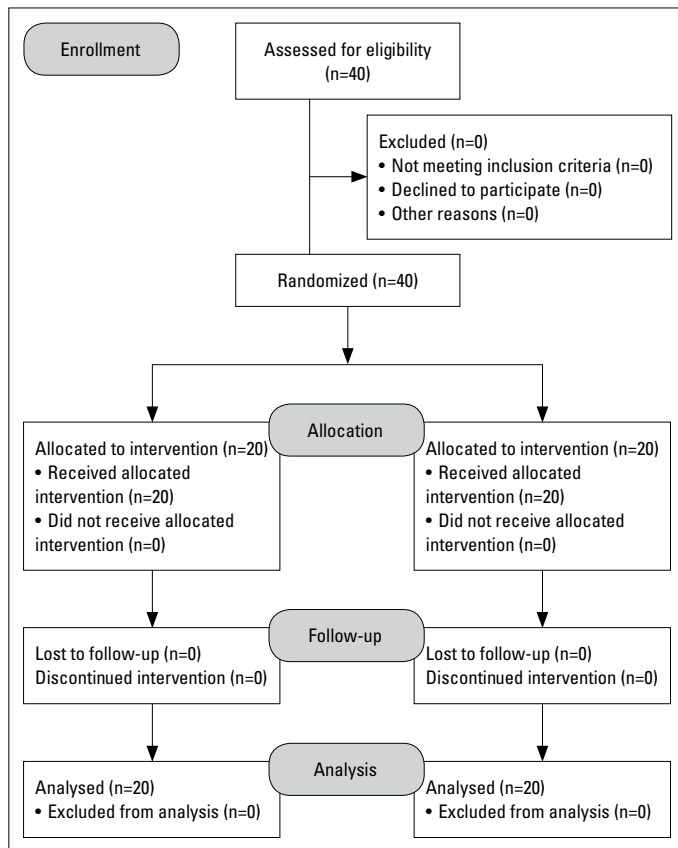 Enrollment
Assessed for eligibility
(n=40)
Excluded (n=0)
• Not meeting inclusion criteria (n=0)
• Declined to participate (n=0)
• Other reasons (n=0)
Randomized (n=40)
Allocation
Allocated to intervention (n=20)
• Received allocated
intervention (n=20)
• Did not receive allocated
intervention (n=0)
Allocated to intervention (n=20)
• Received allocated
intervention (n=20)
• Did not receive allocated
intervention (n=0)
Follow-up
Lost to follow-up (n=0)
Discontinued intervention (n=0)
Lost to follow-up (n=0)
Discontinued intervention (n=0)
Analysis
Analysed (n=20)
• Excluded from analysis (n=0)
Analysed (n=20)
• Excluded from analysis (n=0)